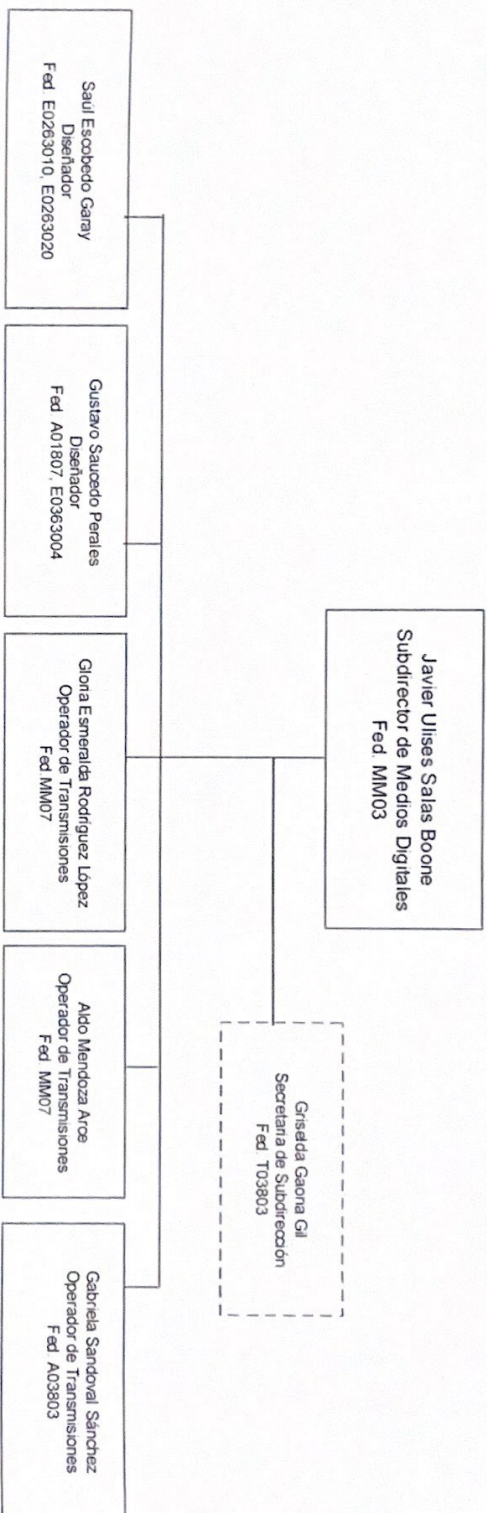 Javier Ulises Salas Boone
Subdirector de Medios Digitales
Fed. MM03
Griselda Gaona Gil
Secretaria de Subdirección
Fed. T03803
Saúl Escobedo Garay
Diseñador
Fed. E0263010, E0263020
Gustavo Saucedo Perales
Diseñador
Fed. A01807, E0363004
Gloria Esmeralda Rodríguez López
Operador de Transmisiones
Fed. MM07
Aldo Mendoza Arce
Operador de Transmisiones
Fed. MM07
Gabriela Sandoval Sánchez
Operador de Transmisiones
Fed. A03803